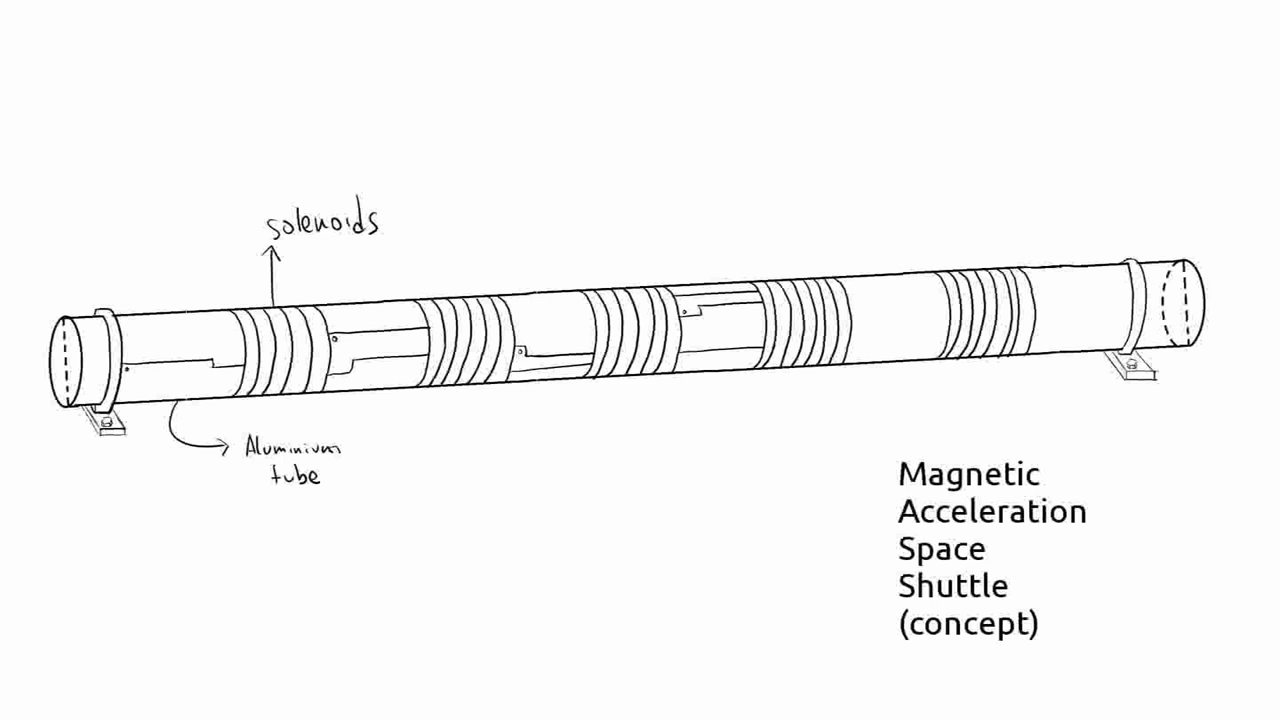 solenoids
Aluminium
tube
Magnetic
Acceleration
Space
Shuttle
(concept)